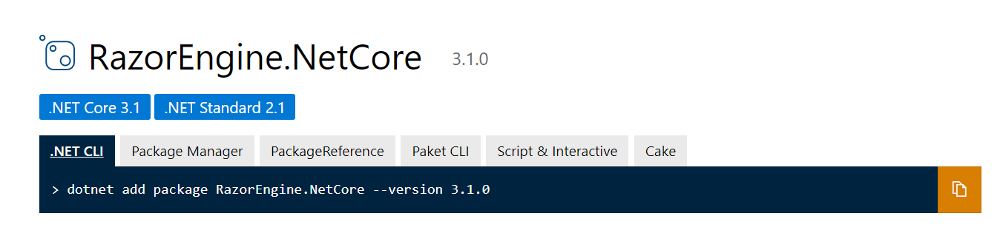 RazorEngine.NetCore 3.1.0
.NET Core 3.1 .NET Standard 2.1
.NET CLI Package Manager PackageReference Paket CLI Script & Interactive Cake
> dotnet add package RazorEngine.NetCore --version 3.1.0